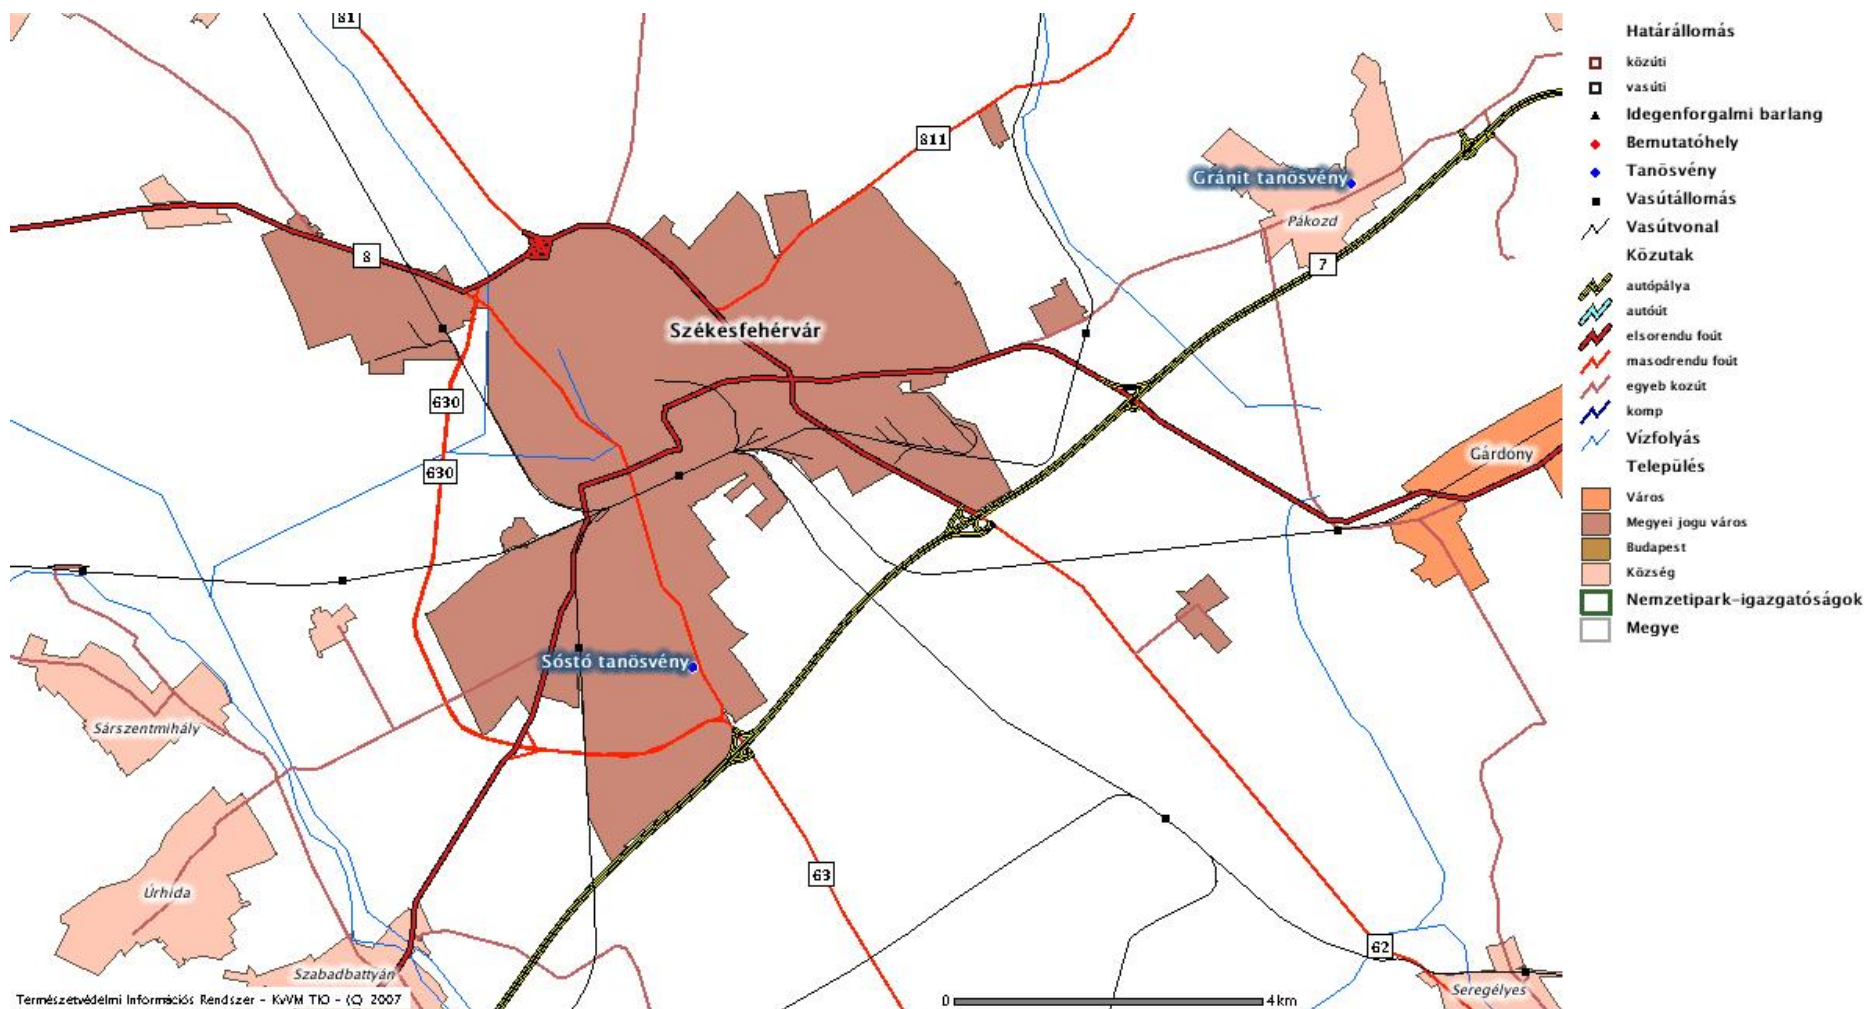 81
811
Gránit tanösvény
Pákozd
8
7
Székesfehérvár
630
630
Gárdony
Sóstó tanösvény
Sárszentmihály
63
Úrhida
62
Szabadbattyán
Seregélyes
Természetvédelmi Információs Rendszer - KvVM TIO - (C) 2007
0 4km
Határállomás
közúti
vasúti
Idegenforgalmi barlang
Bemutatóhely
Tanösvény
Vasútállomás
Vasútvonal
Közutak
autópálya
autóút
elsorendu foút
masodrendu foút
egyeb kozút
komp
Vízfolyás
Település
Város
Megyei jogu város
Budapest
Község
Nemzetipark-igazgatóságok
Megye